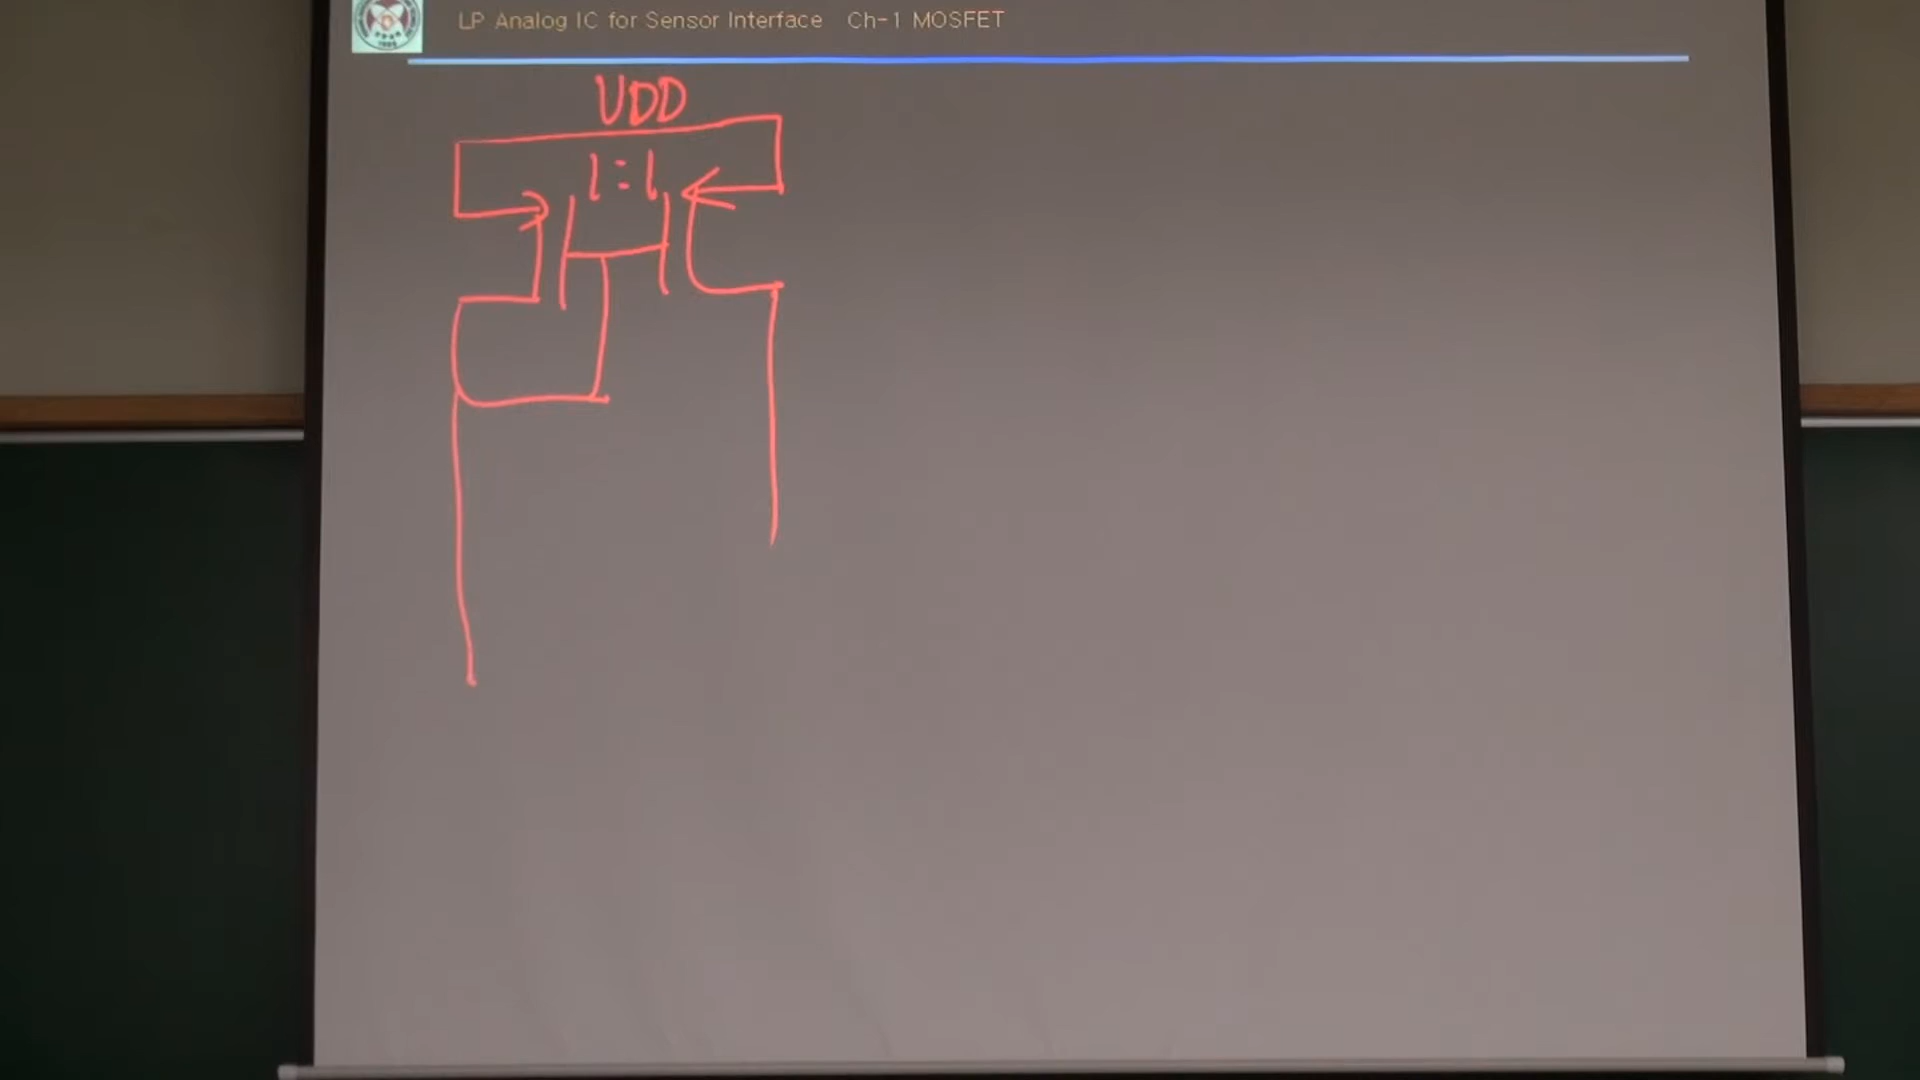 LP Analog IC for Sensor Interface Ch-1 MOSFET
VDD
1:1